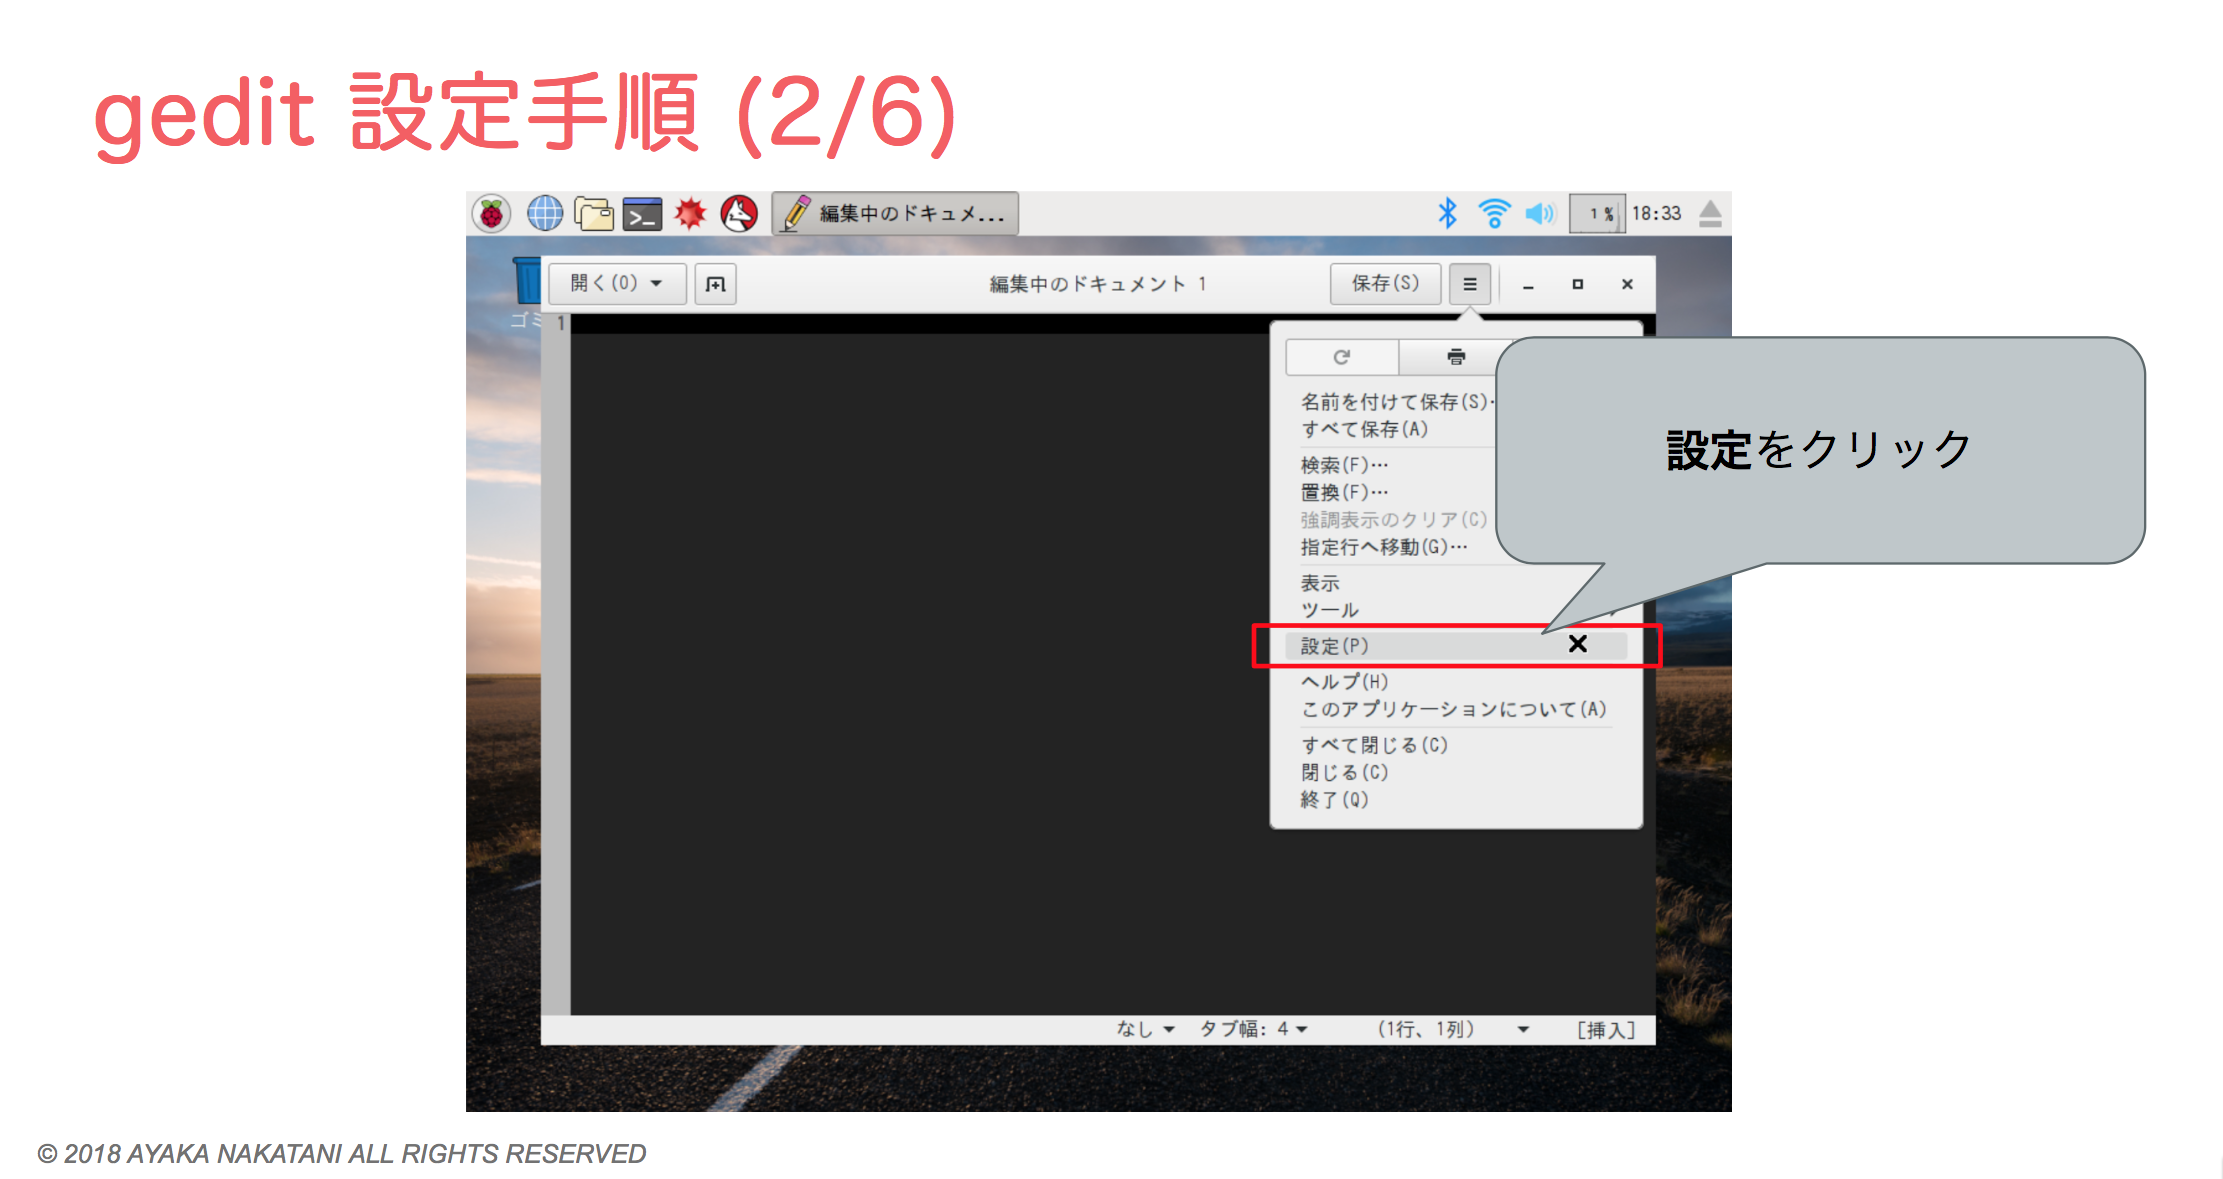 gedit 設定手順 (2/6)
編集中のドキュメ...
1 %
18:33
開く(O)
編集中のドキュメント 1
保存(S)
1
名前を付けて保存(S)…
すべて保存(A)
検索(F)…
置換(F)…
強調表示のクリア(C)
指定行へ移動(G)…
表示
ツール
設定(P)
ヘルプ(H)
このアプリケーションについて(A)
すべて閉じる(C)
閉じる(C)
終了(Q)
設定をクリック
なし タブ幅: 4 (1行、1列) [挿入]
© 2018 AYAKA NAKATANI ALL RIGHTS RESERVED